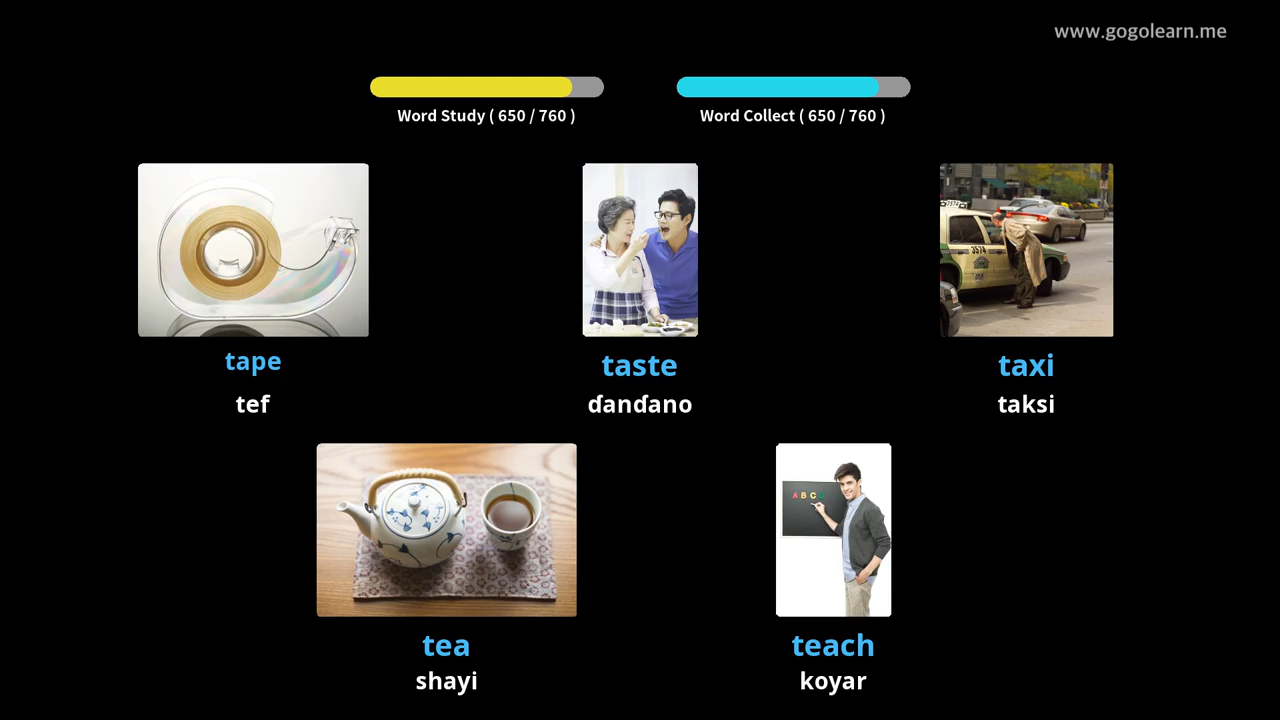 www.gogolearn.me
Word Study ( 650 / 760 )
Word Collect ( 650 / 760 )
3574
tape
taste
taxi
tef
ɗanɗano
taksi
A B C
tea
teach
shayi
koyar